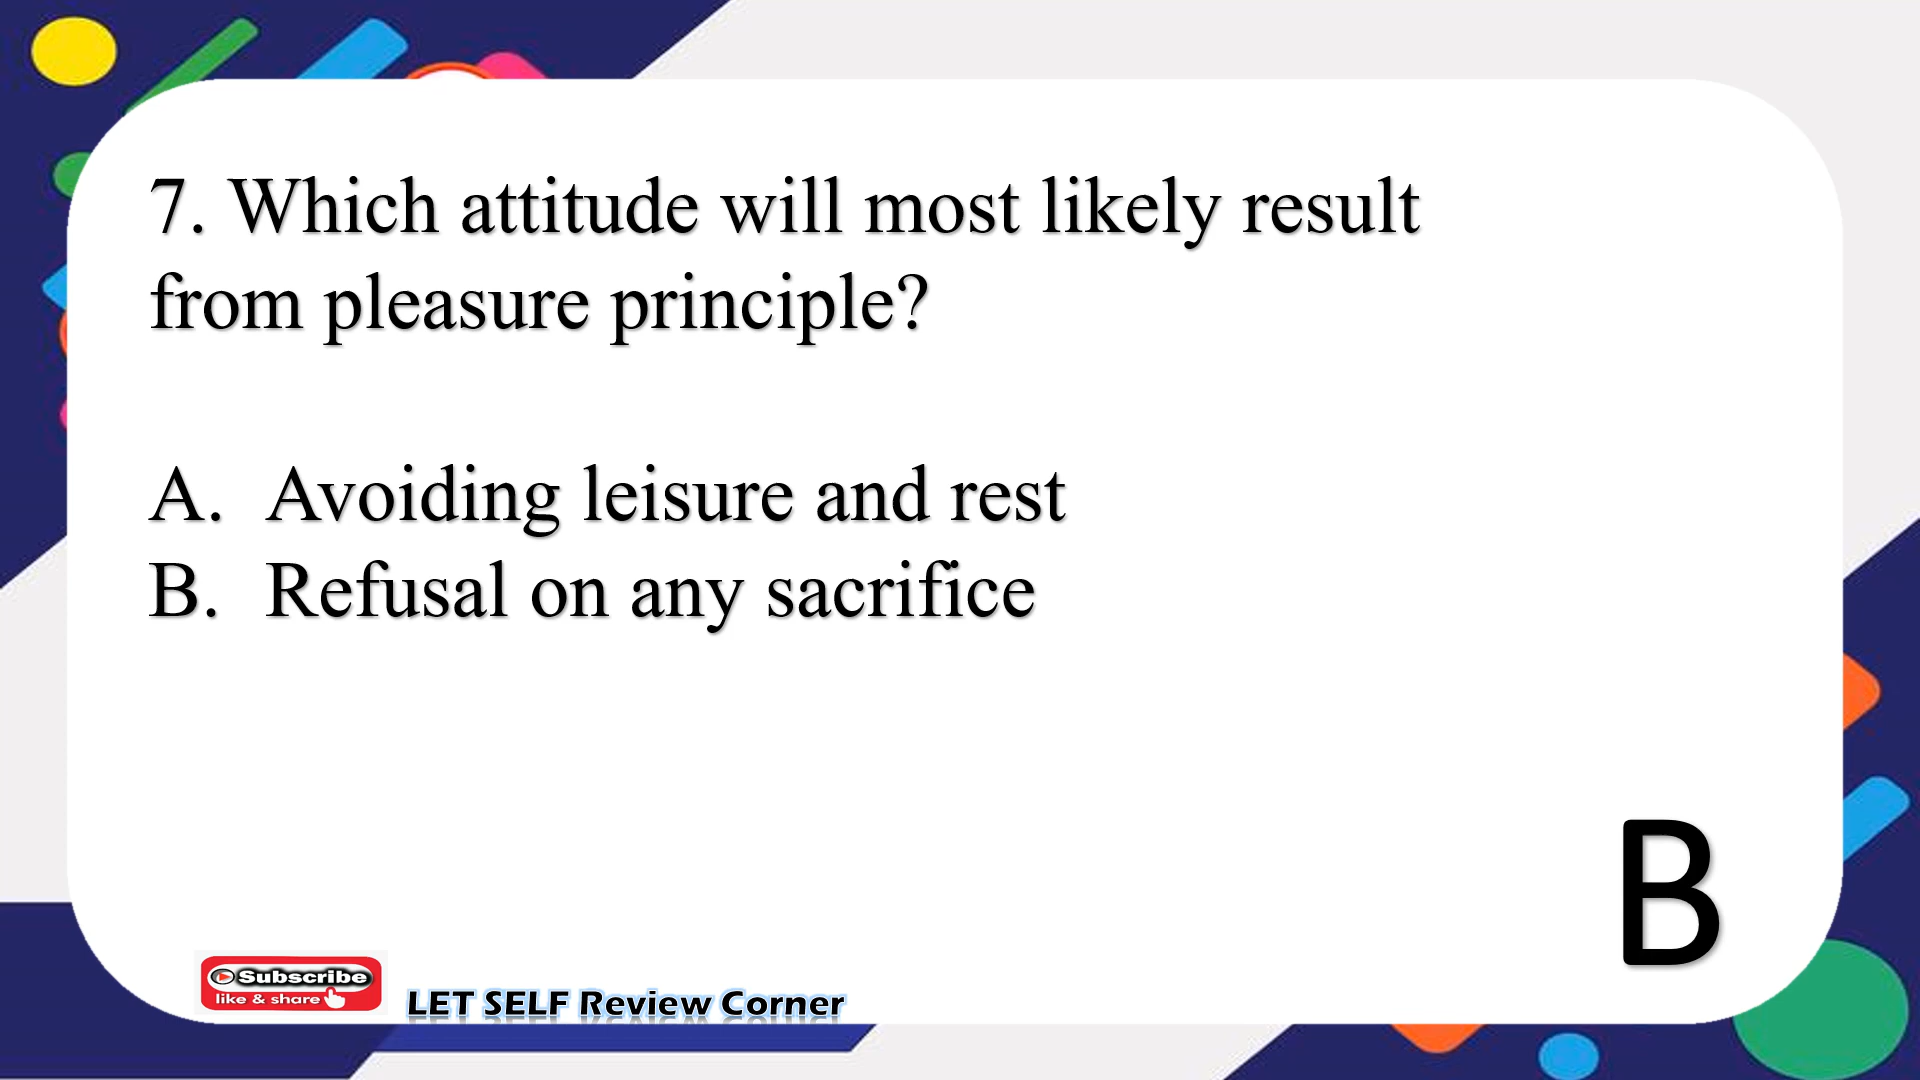 7. Which attitude will most likely result
from pleasure principle?
A. Avoiding leisure and rest
B. Refusal on any sacrifice
B
Subscribe
like & share
LET SELF Review Corner